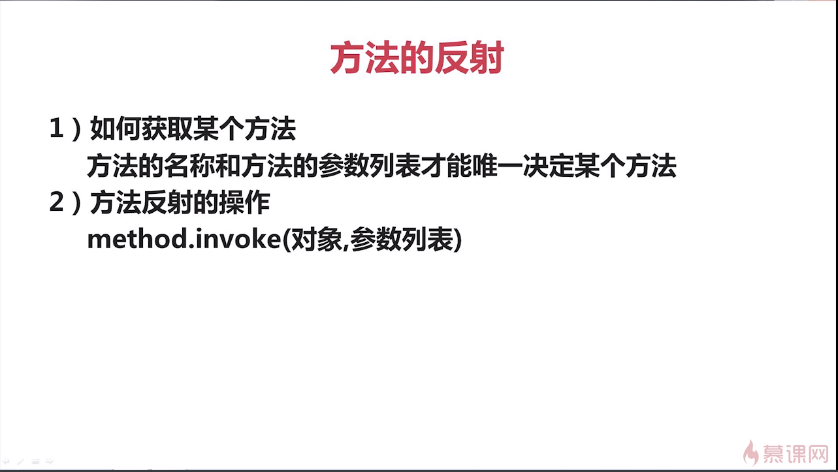 方法的反射
1）如何获取某个方法
方法的名称和方法的参数列表才能唯一决定某个方法
2）方法反射的操作
method.invoke(对象,参数列表)
慕课网